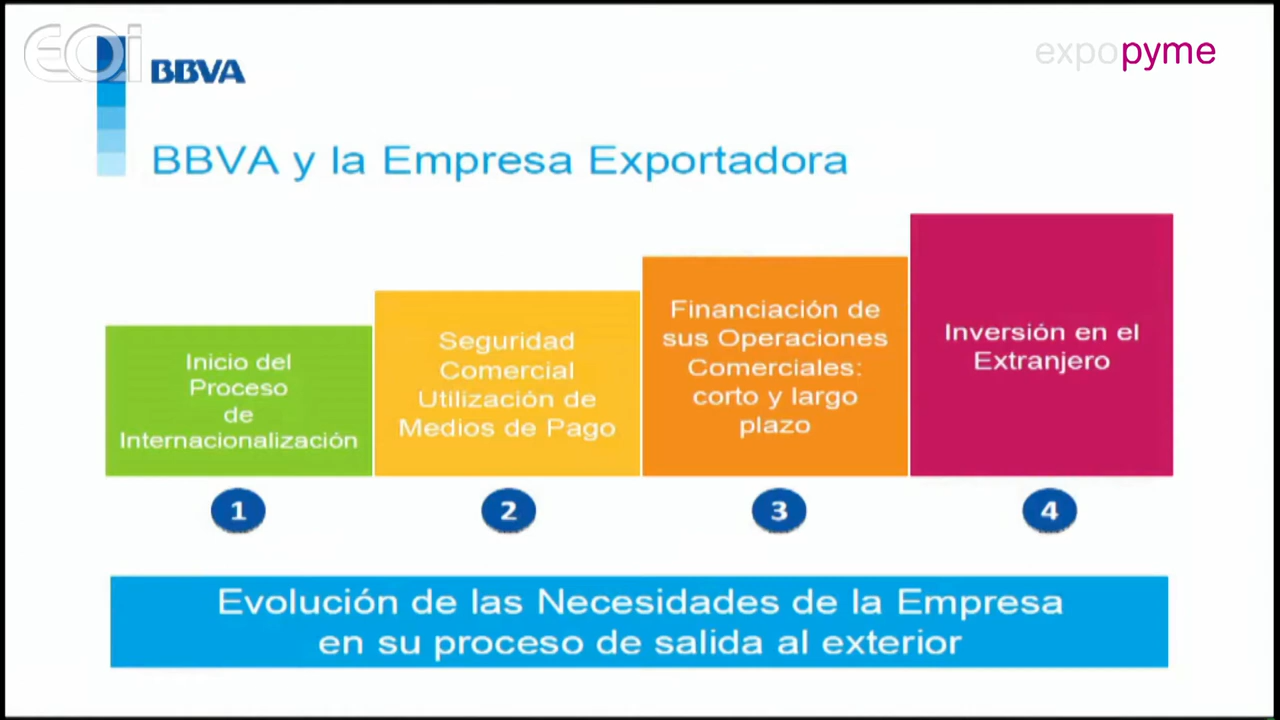 EOi
BBVA
expopyme
BBVA y la Empresa Exportadora
Inicio del
Proceso
de
Internacionalización
Seguridad
Comercial
Utilización de
Medios de Pago
Financiación de
sus Operaciones
Comerciales:
corto y largo
plazo
Inversión en el
Extranjero
1
2
3
4
Evolución de las Necesidades de la Empresa
en su proceso de salida al exterior